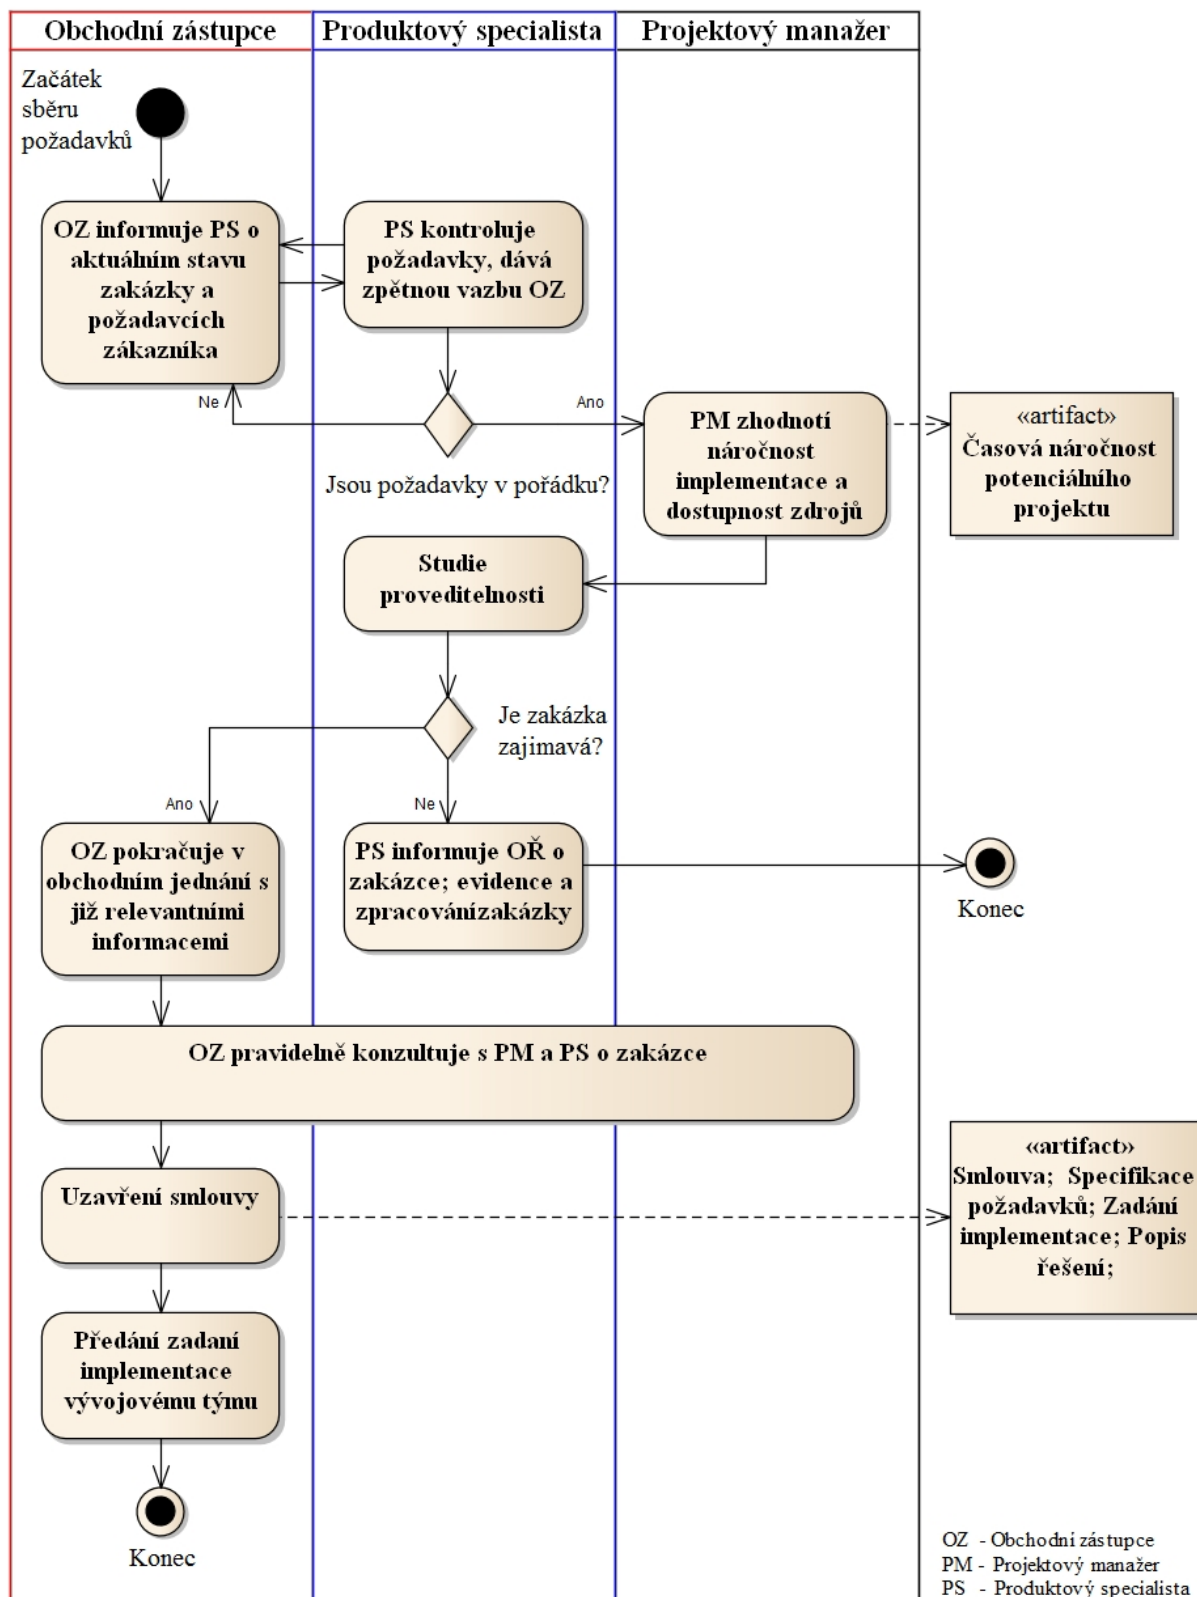 Obchodní zástupce
Produktový specialista
Projektový manažer
Začátek
sběru
požadavků
OZ informuje PS o
aktuálním stavu
zakázky a
požadavcích
zákazníka
PS kontroluje
požadavky, dává
zpětnou vazbu OZ
Ne
Ano
Jsou požadavky v pořádku?
PM zhodnotí
náročnost
implementace a
dostupnost zdrojů
«artifact»
Časová náročnost
potenciálního
projektu
Studie
proveditelnosti
Je zakázka
zajimavá?
Ano
Ne
OZ pokračuje v
obchodním jednání s
již relevantními
informacemi
PS informuje OŘ o
zakázce; evidence a
zpracovánízakázky
Konec
OZ pravidelně konzultuje s PM a PS o zakázce
Uzavření smlouvy
«artifact»
Smlouva; Specifikace
požadavků; Zadání
implementace; Popis
řešení;
Předání zadaní
implementace
vývojovému týmu
Konec
OZ - Obchodní zástupce
PM - Projektový manažer
PS - Produktový specialista